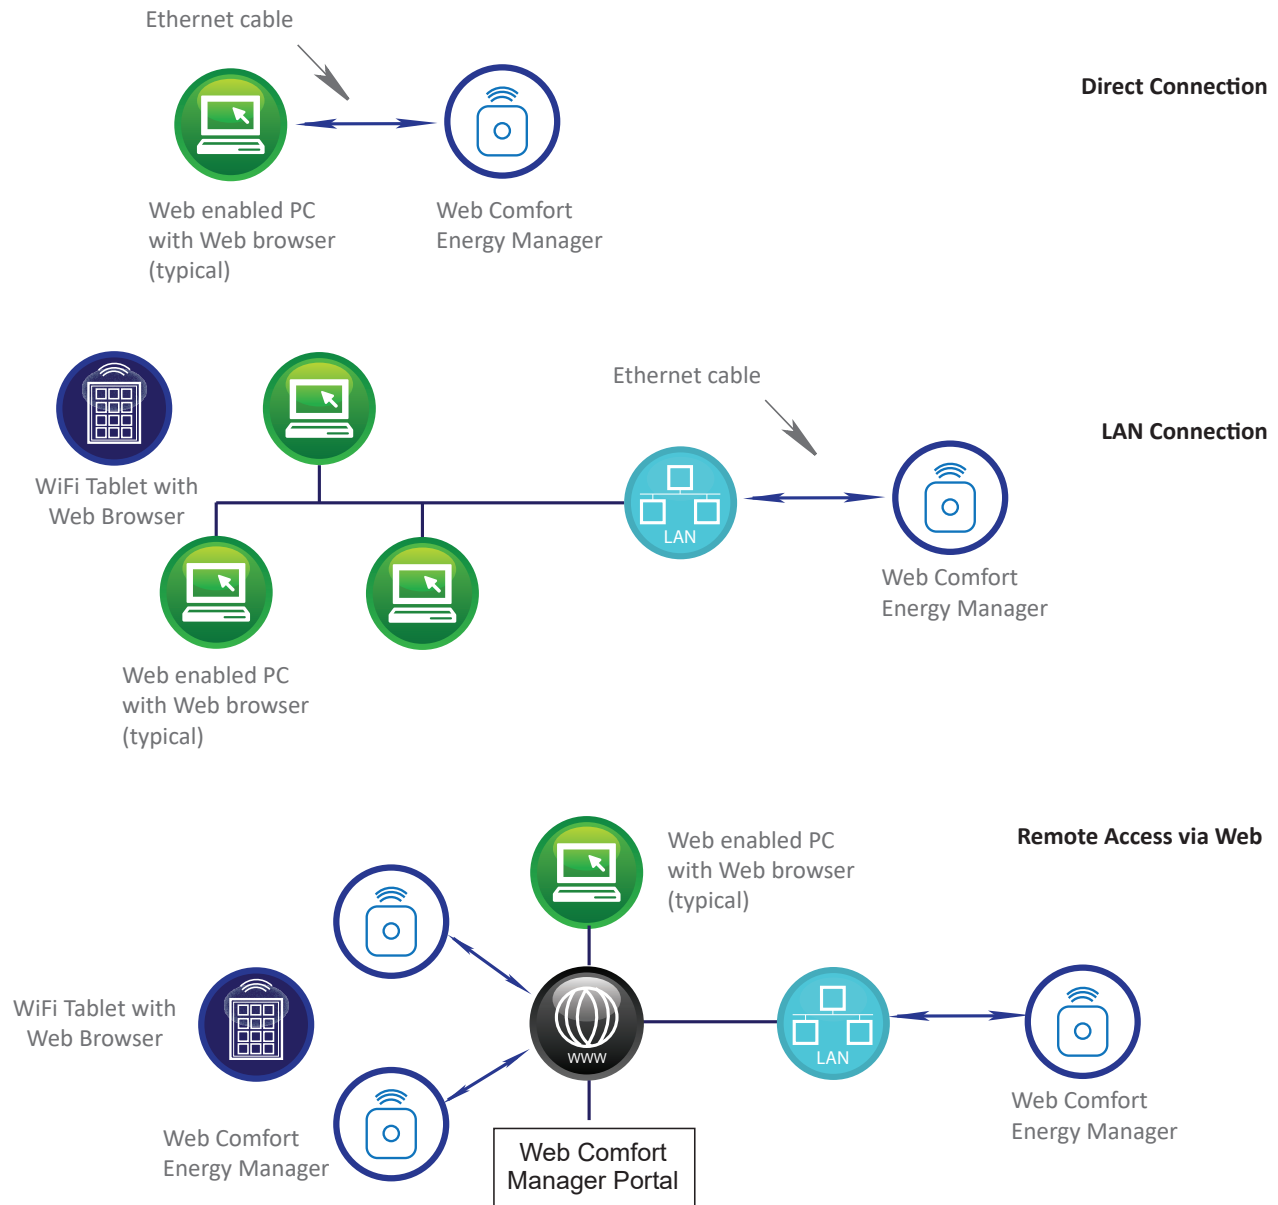 Ethernet cable
Direct Connection
Web enabled PC
with Web browser
(typical)
Web Comfort
Energy Manager
Ethernet cable
LAN Connection
WiFi Tablet with
Web Browser
LAN
Web Comfort
Energy Manager
Web enabled PC
with Web browser
(typical)
Remote Access via Web
Web enabled PC
with Web browser
(typical)
WiFi Tablet with
Web Browser
WWW
LAN
Web Comfort
Energy Manager
Web Comfort
Energy Manager
Web Comfort
Manager Portal